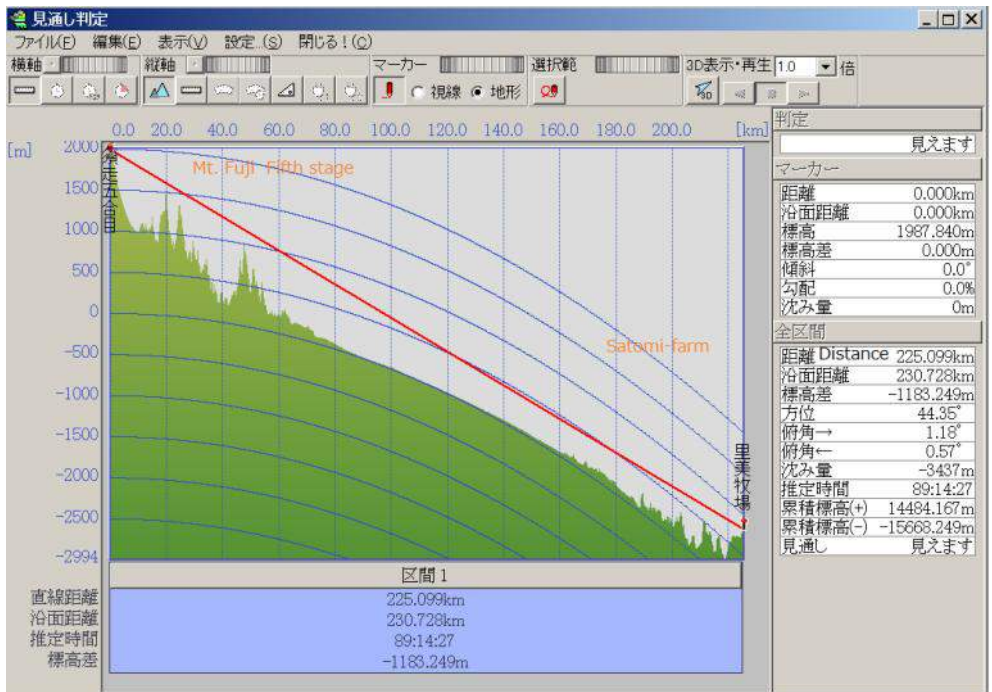 見通し判定
ファイル(F) 編集(E) 表示(V) 設定...(S) 閉じる！(C)
横軸 縦軸 マーカー 選択範 3D表示・再生 1.0 倍
視線 地形 3D
0.0 20.0 40.0 60.0 80.0 100.0 120.0 140.0 160.0 180.0 200.0 [km]
[m] 2000
1500
1000
500
0
-500
-1000
-1500
-2000
-2500
-2994
須走五合目
Mt. Fuji Fifth stage
Satomi-farm
里美牧場
区間1
直線距離 225.099km
沿面距離 230.728km
推定時間 89:14:27
標高差 -1183.249m
判定
見えます
マーカー
距離 0.000km
沿面距離 0.000km
標高 1987.840m
標高差 0.000m
傾斜 0.0°
勾配 0.0%
沈み量 0m
全区間
距離 Distance 225.099km
沿面距離 230.728km
標高差 -1183.249m
方位 44.35°
俯角→ 1.18°
俯角← 0.57°
沈み量 -3437m
推定時間 89:14:27
累積標高(+) 14484.167m
累積標高(-) -15668.249m
見通し 見えます